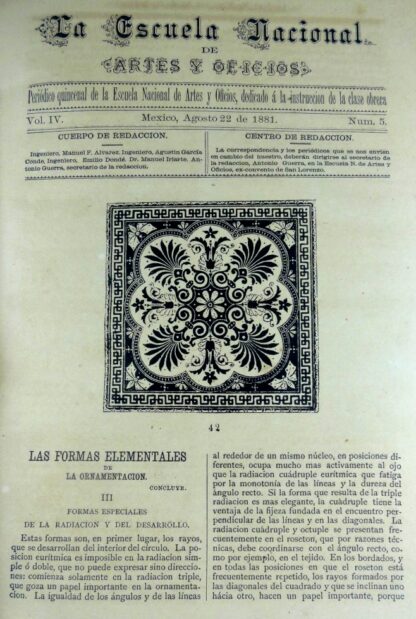 La Escuela Nacional
DE
ARTES Y OFICIOS
Periódico quincenal de la Escuela Nacional de Artes y Oficios, dedicado á la instruccion de la clase obrera
Vol. IV. Mexico, Agosto 22 de 1881. Num. 5.
CUERPO DE REDACCION.
Ingeniero, Manuel F. Alvarez. Ingeniero, Agustin García
Conde, Ingeniero, Emilio Dondé. Dr. Manuel Iriarte. An-
tonio Guerra, secretario de la redaccion.
CENTRO DE REDACCION.
La correspondencia y los periódicos que se nos envien
en cambio del nuestro, deberán dirigirse al secretario de
la redaccion, Antonio Guerra, en la Escuela N. de Artes y
Oficios, ex-convento de San Lorenzo.
42
LAS FORMAS ELEMENTALES
DE
LA ORNAMENTACION.
CONCLUYE.
III
FORMAS ESPECIALES
DE LA RADIACION Y DEL DESARROLLO.
Estas formas son, en primer lugar, los rayos,
que se desarrollan del interior del círculo. La po-
sicion eurítmica es imposible en la radiacion sim-
ple ó doble, que no puede expresar sino direccio-
nes: comienza solamente en la radiacion triple,
que goza un papel importante en la ornamenta-
cion. La igualdad de los ángulos y de las líneas
al rededor de un mismo núcleo, en posiciones di-
ferentes, ocupa mucho mas activamente al ojo
que la radiacion cuádruple eurítmica que fatiga
por la monotonía de las líneas y la dureza del
ángulo recto. Si la forma que resulta de la triple
radiacion es mas elegante, la cuádruple tiene la
ventaja de la fijeza fundada en el encuentro per-
pendicular de las líneas y en las diagonales. La
radiacion cuádruple y octuple se presentan fre-
cuentemente en el roseton, que por razones téc-
nicas, debe coordinarse con el ángulo recto, co-
mo por ejemplo, en el tejido. En los bordados, y
en todas las posiciones en que el roseton está
frecuentemente repetido, los rayos formados por
las diagonales del cuadrado y que se inclinan uno
hácia otro, hacen un papel importante, porque